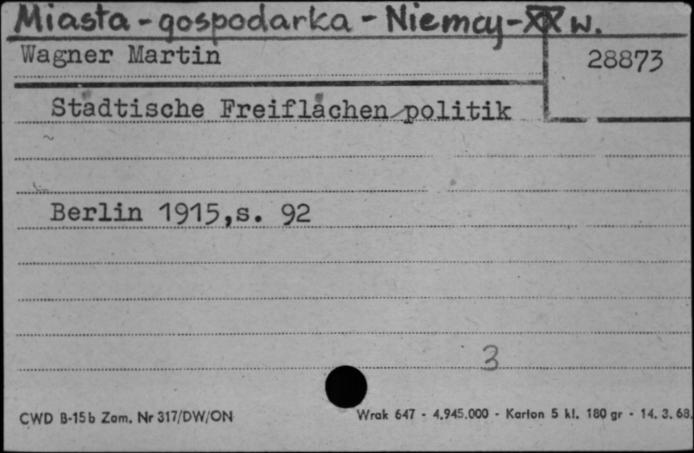 Miasta - gospodarka - Niemcy - XX w.
Wagner Martin
28873
Städtische Freiflächenpolitik
Berlin 1915,s. 92
3
CWD B-15b Zam. Nr 317/DW/ON
Wrak 647 - 4.945.000 - Karton 5 kl. 180 gr - 14. 3. 68.